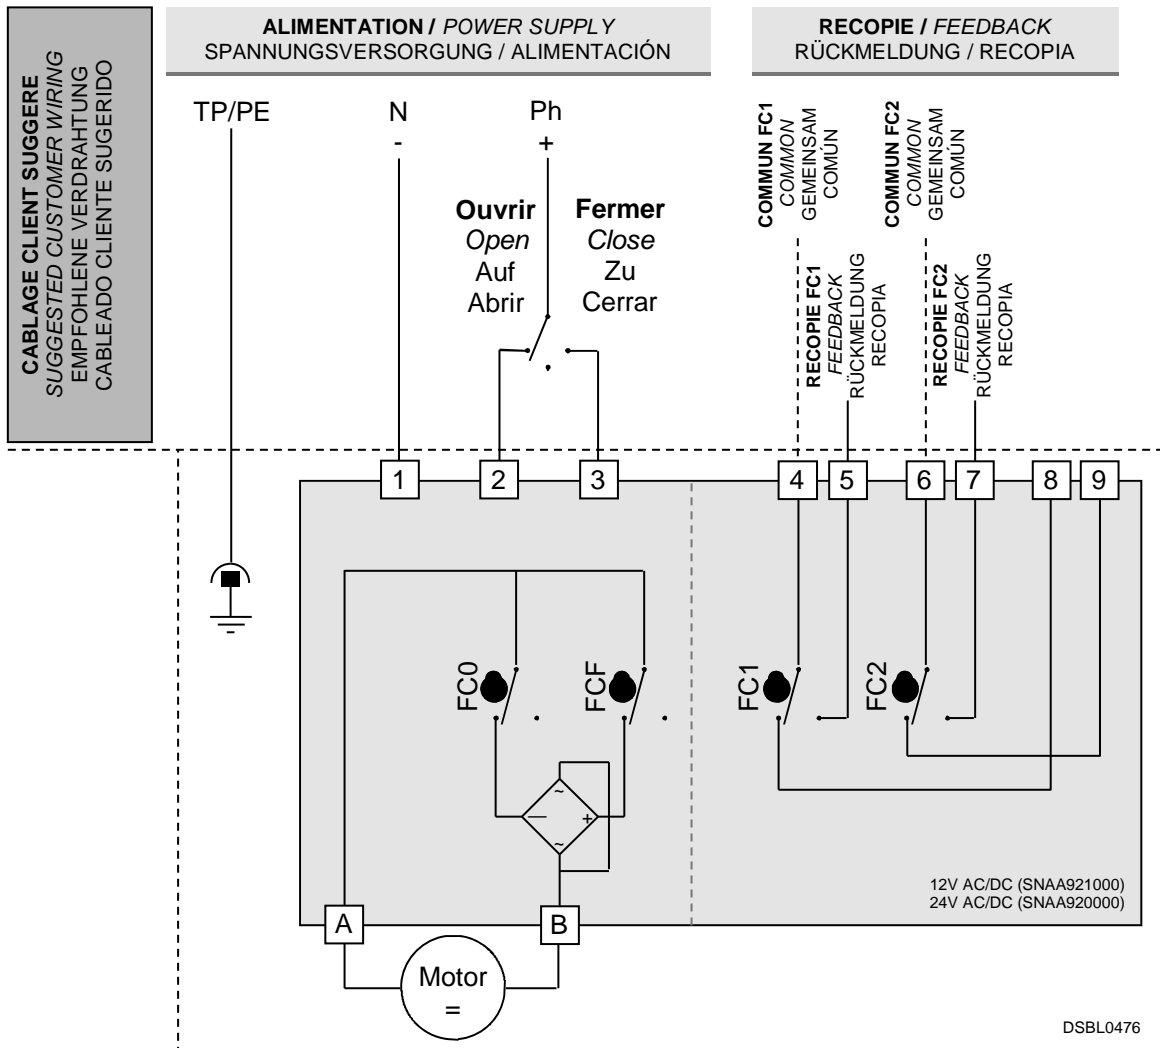 CABLAGE CLIENT SUGGERE
SUGGESTED CUSTOMER WIRING
EMPFOHLENE VERDRAHTUNG
CABLEADO CLIENTE SUGERIDO
ALIMENTATION / POWER SUPPLY
SPANNUNGSVERSORGUNG / ALIMENTACIÓN
RECOPIE / FEEDBACK
RÜCKMELDUNG / RECOPIA
TP/PE
N
-
Ph
+
Ouvrir
Open
Auf
Abrir
Fermer
Close
Zu
Cerrar
COMMUN FC1
COMMON
GEMEINSAM
COMÚN
RECOPIE FC1
FEEDBACK
RÜCKMELDUNG
RECOPIA
COMMUN FC2
COMMON
GEMEINSAM
COMÚN
RECOPIE FC2
FEEDBACK
RÜCKMELDUNG
RECOPIA
1 2 3 4 5 6 7 8 9
FC0
FCF
FC1
FC2
~
— +
~
12V AC/DC (SNAA921000)
24V AC/DC (SNAA920000)
A B
Motor
=
DSBL0476